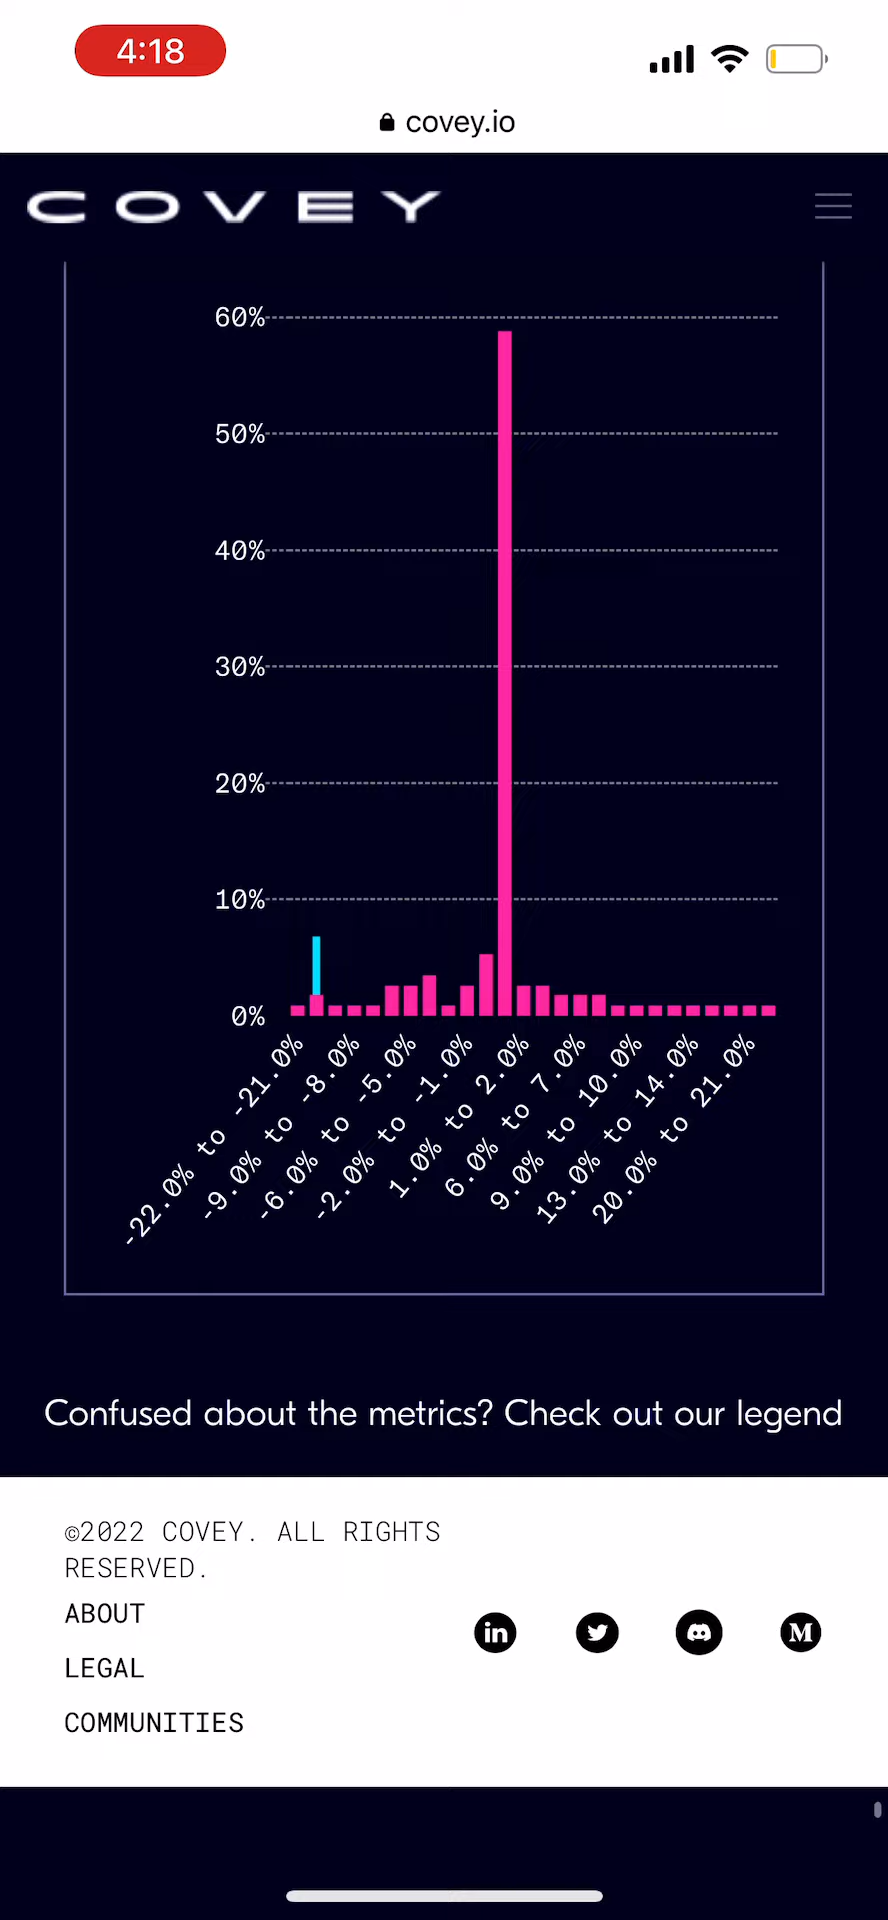 4:18
covey.io
COVEY
60%
50%
40%
30%
20%
10%
0%
-22.0% to -21.0%
-9.0% to -8.0%
-6.0% to -5.0%
-2.0% to -1.0%
1.0% to 2.0%
6.0% to 7.0%
9.0% to 10.0%
13.0% to 14.0%
20.0% to 21.0%
Confused about the metrics? Check out our legend
©2022 COVEY. ALL RIGHTS
RESERVED.
ABOUT
LEGAL
COMMUNITIES
in
M